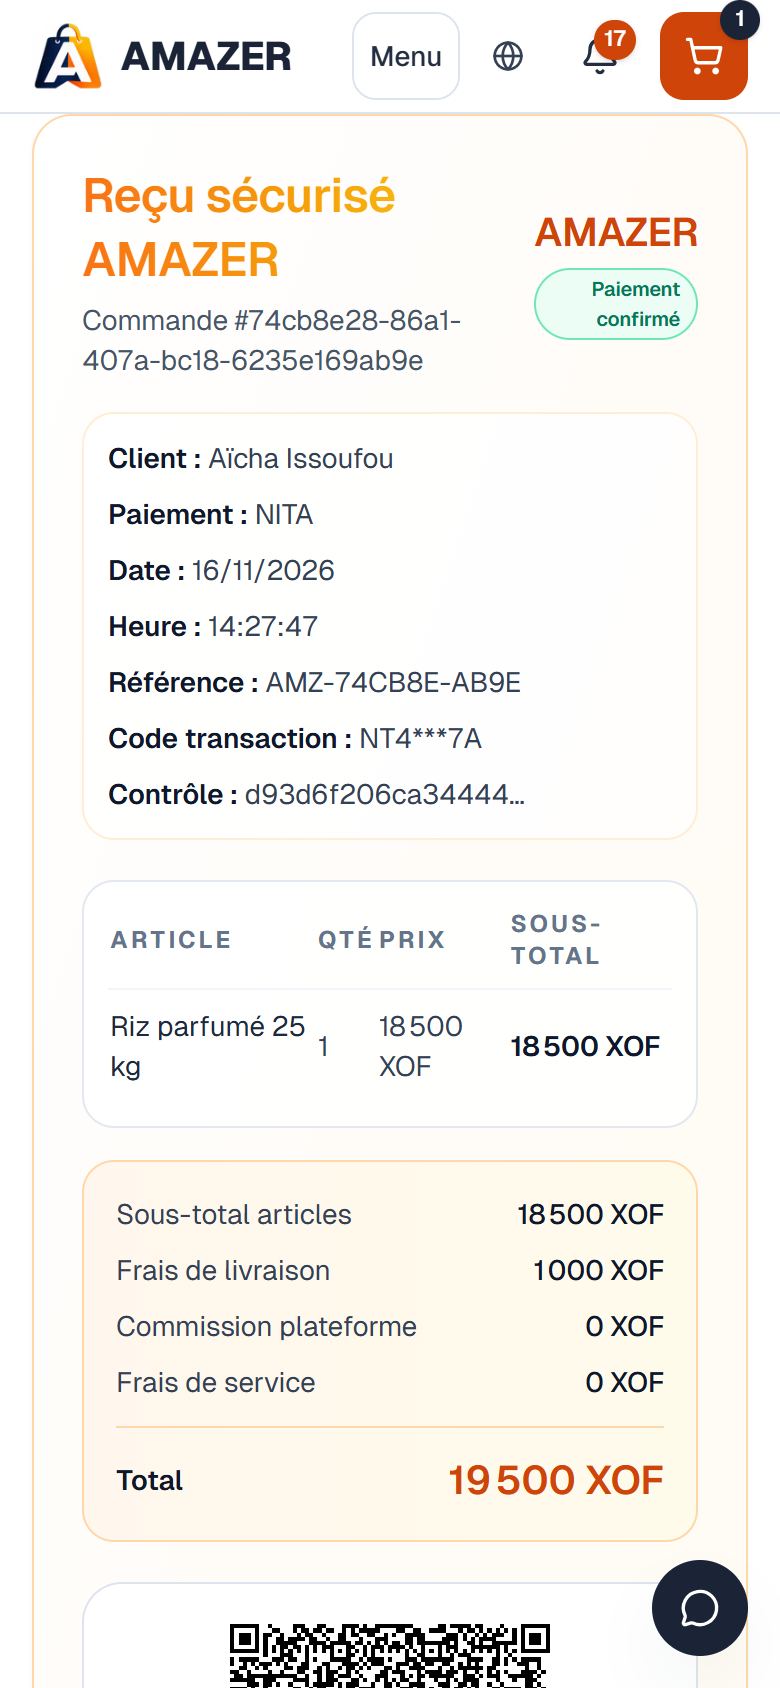 AMAZER
Menu
17
1
Reçu sécurisé
AMAZER
Commande #74cb8e28-86a1-
407a-bc18-6235e169ab9e
AMAZER
Paiement
confirmé
Client : Aïcha Issoufou
Paiement : NITA
Date : 16/11/2026
Heure : 14:27:47
Référence : AMZ-74CB8E-AB9E
Code transaction : NT4***7A
Contrôle : d93d6f206ca34444…
ARTICLE QTÉ PRIX SOUS-
TOTAL
Riz parfumé 25 1 18 500 18 500 XOF
kg XOF
Sous-total articles 18 500 XOF
Frais de livraison 1 000 XOF
Commission plateforme 0 XOF
Frais de service 0 XOF
Total 19 500 XOF